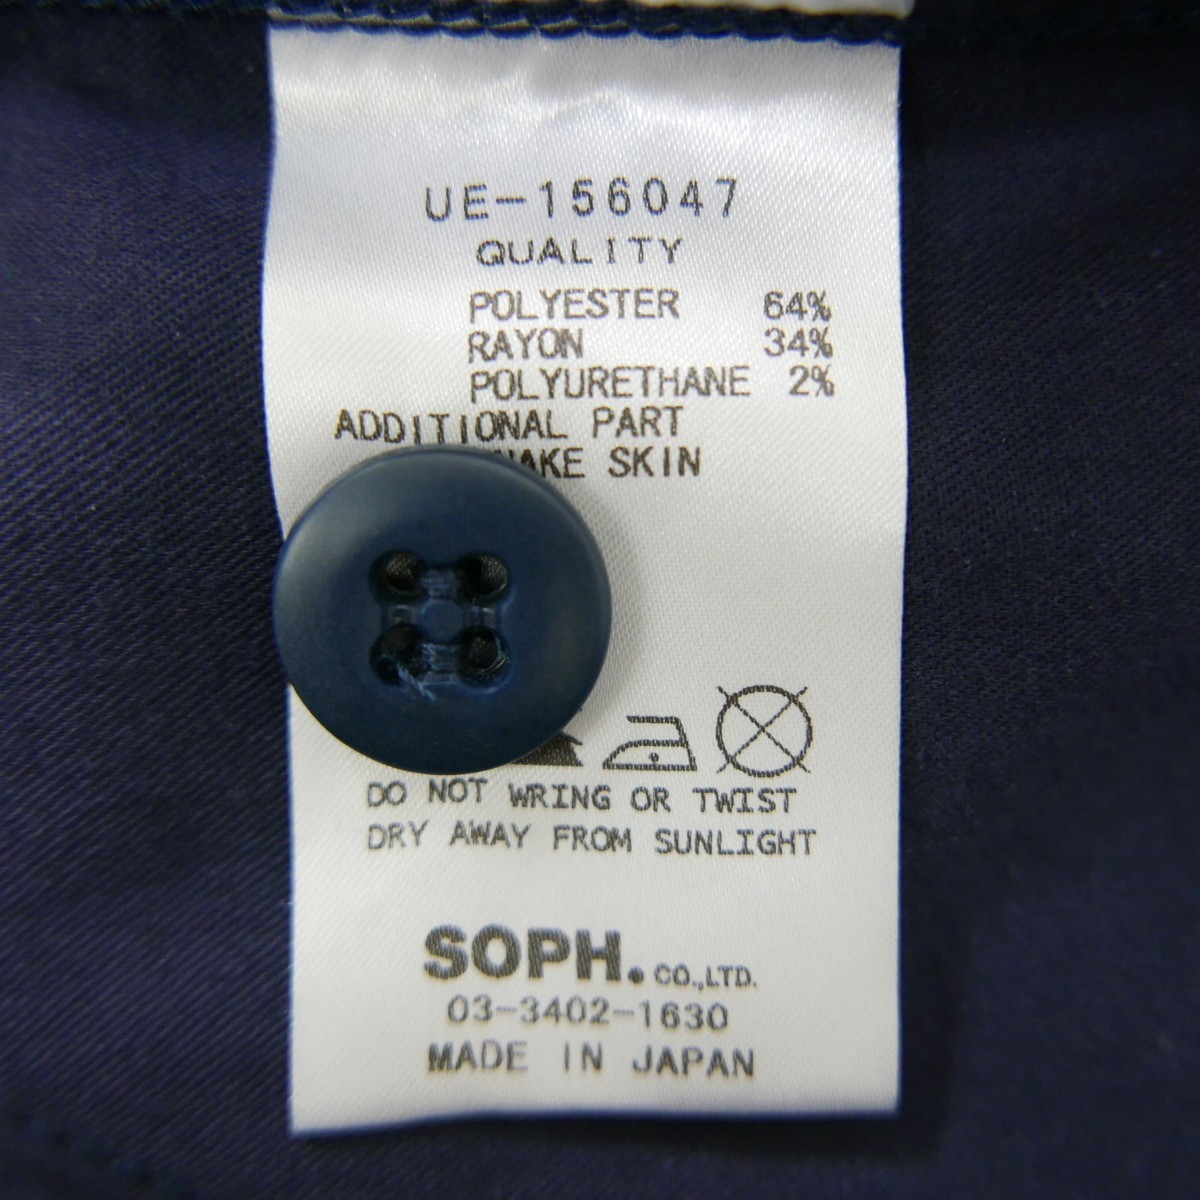 UE-156047
QUALITY
POLYESTER 64%
RAYON 34%
POLYURETHANE 2%
ADDITIONAL PART
SKIN
DO NOT WRING OR TWIST
DRY AWAY FROM SUNLIGHT
SOPH. CO.,LTD.
03-3402-1630
MADE IN JAPAN